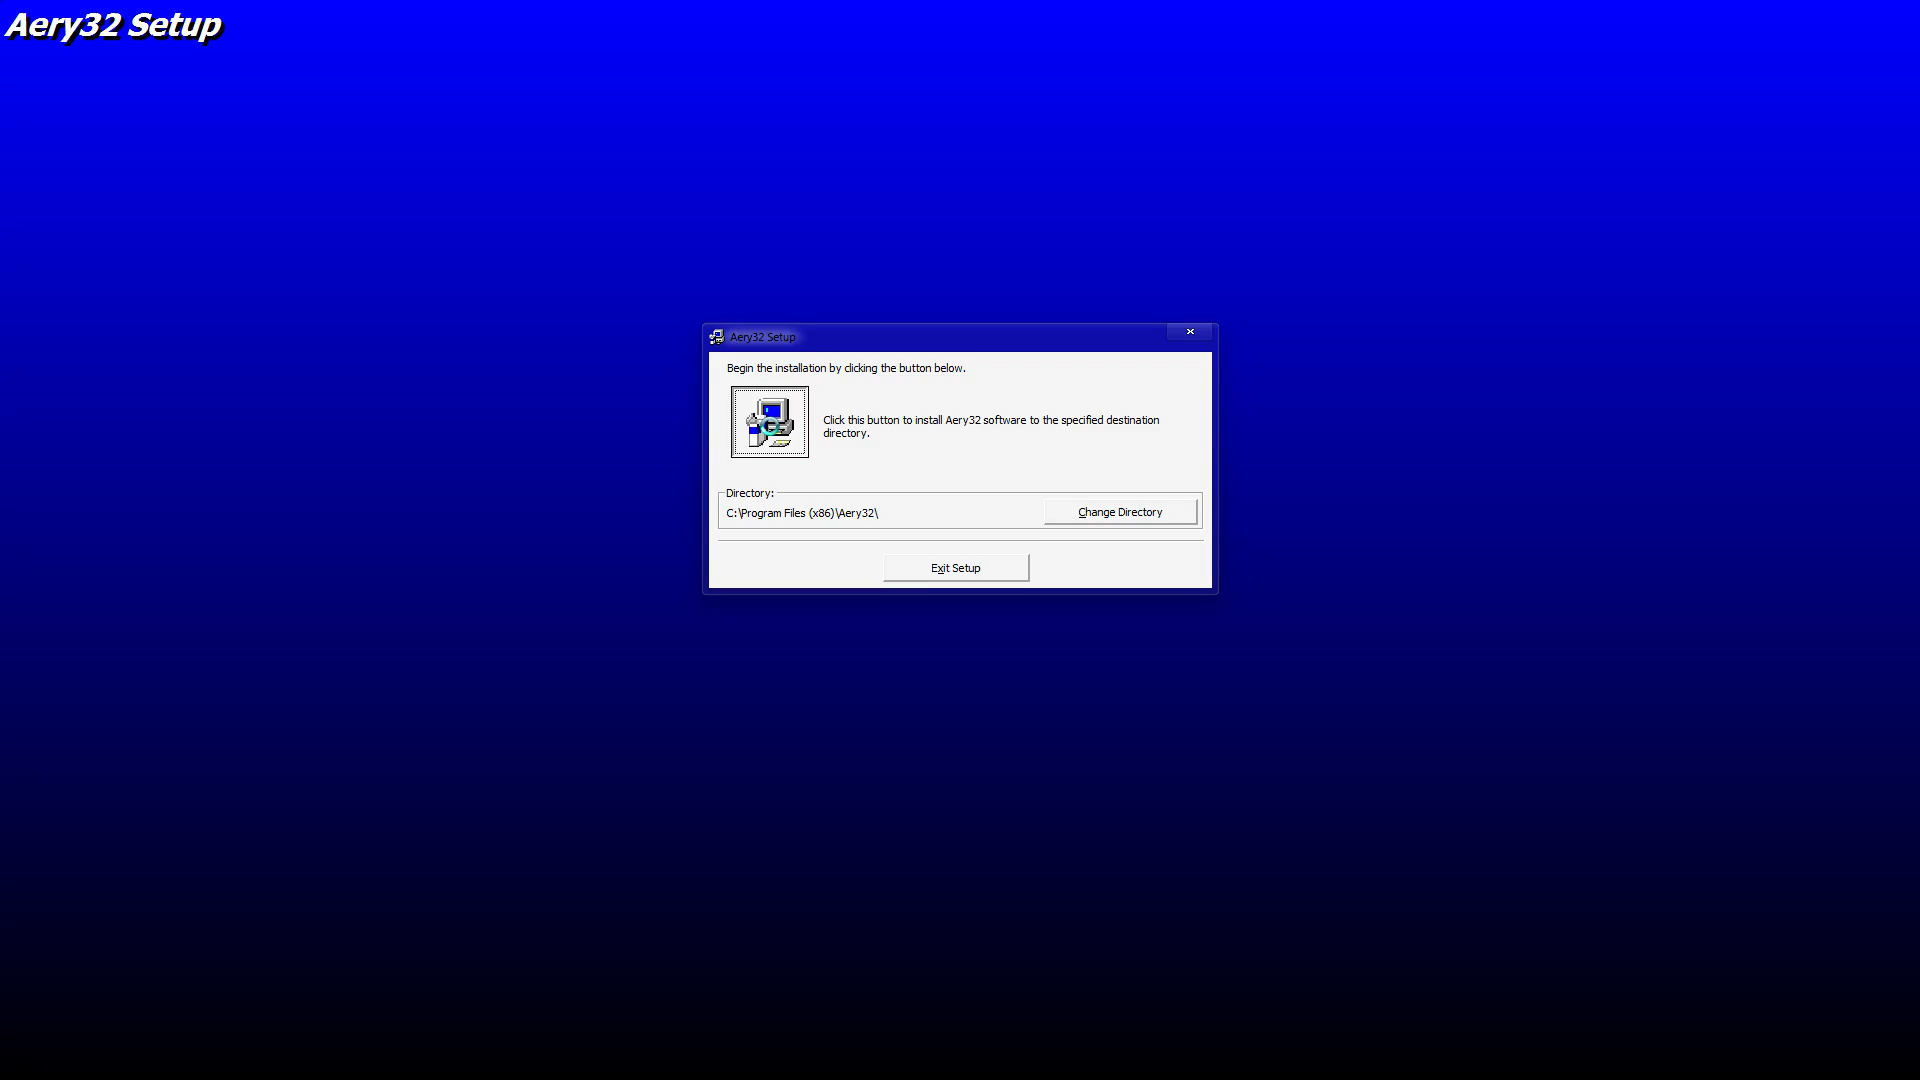 Aery32 Setup
Aery32 Setup
Begin the installation by clicking the button below.
Click this button to install Aery32 software to the specified destination
directory.
Directory:
C:\Program Files (x86)\Aery32\
Change Directory
Exit Setup